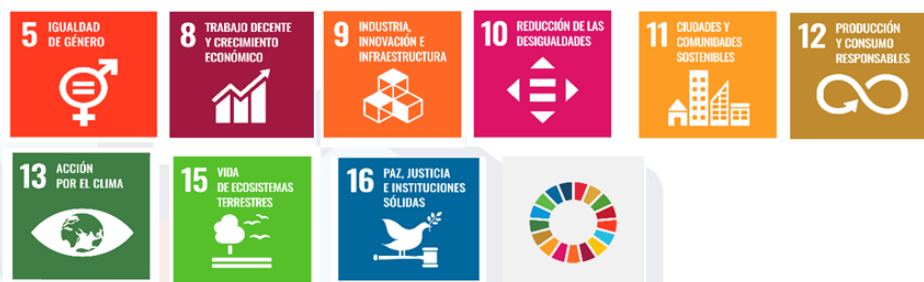 5 IGUALDAD
DE GÉNERO
8 TRABAJO DECENTE
Y CRECIMIENTO
ECONÓMICO
9 INDUSTRIA,
INNOVACIÓN E
INFRAESTRUCTURA
10 REDUCCIÓN DE LAS
DESIGUALDADES
11 CIUDADES Y
COMUNIDADES
SOSTENIBLES
12 PRODUCCIÓN
Y CONSUMO
RESPONSABLES
13 ACCIÓN
POR EL CLIMA
15 VIDA
DE ECOSISTEMAS
TERRESTRES
16 PAZ, JUSTICIA
E INSTITUCIONES
SÓLIDAS